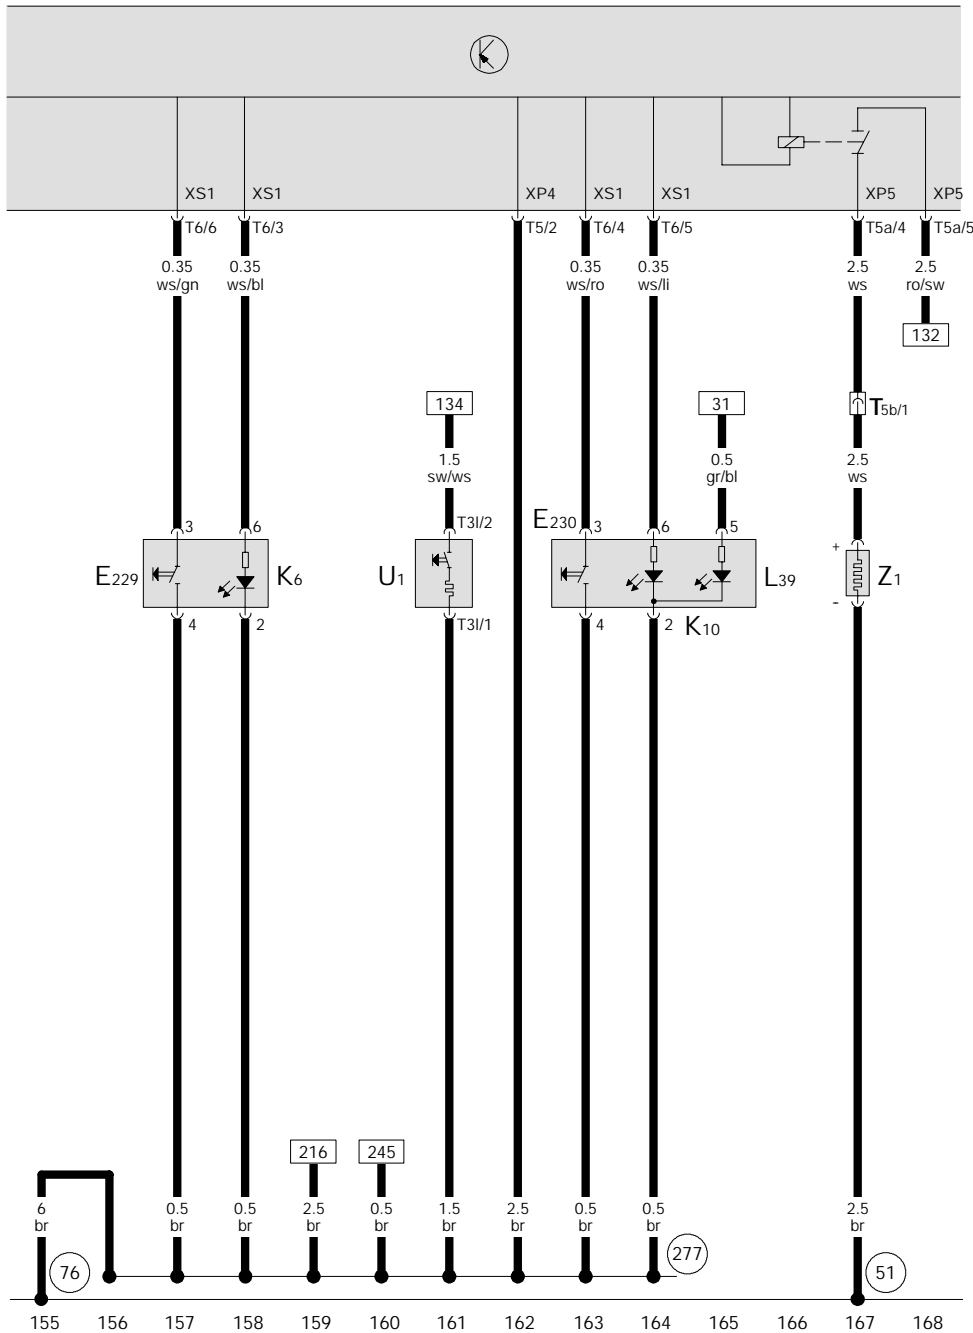 XS1 XS1 XP4 XS1 XS1 XP5 XP5
T6/6 T6/3 T5/2 T6/4 T6/5 T5a/4 T5a/5
0.35 0.35 0.35 0.35 2.5 2.5
ws/gn ws/bl ws/ro ws/li ws ro/sw
132
134 31 T5b/1
1.5 0.5 2.5
sw/ws gr/bl ws
3 6 T3l/2 E230 3 6 5
+
E229 K6 U1 L39 Z1
-
4 2 T3l/1 4 2 K10
216 245
6 0.5 0.5 2.5 0.5 1.5 2.5 0.5 0.5 2.5
br br br br br br br br br br
277
76 51
155 156 157 158 159 160 161 162 163 164 165 166 167 168